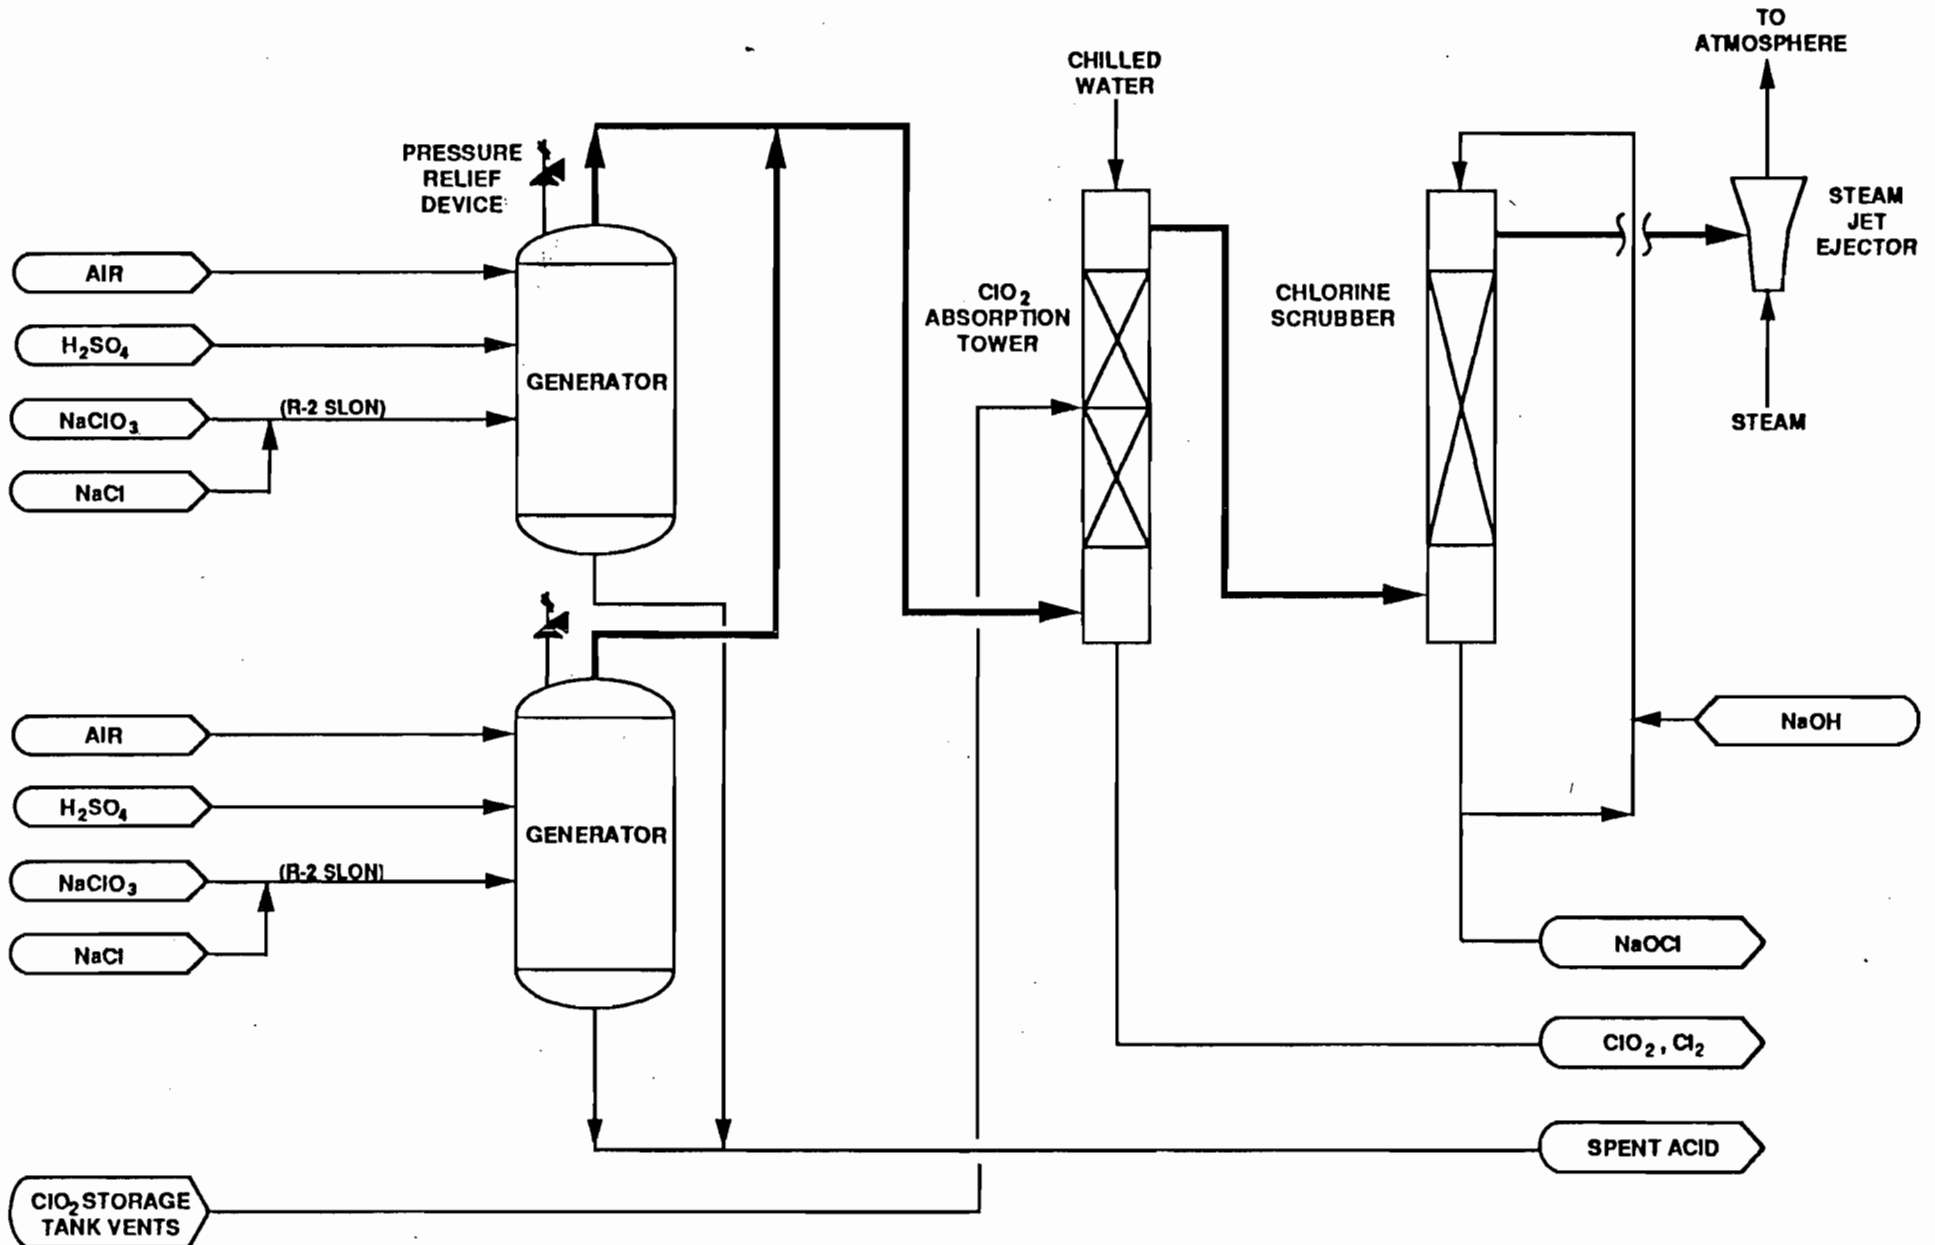 TO
ATMOSPHERE
CHILLED
WATER
PRESSURE
RELIEF
DEVICE
STEAM
JET
EJECTOR
AIR
H2SO4
NaClO3
(R-2 SLON)
NaCl
GENERATOR
ClO2
ABSORPTION
TOWER
CHLORINE
SCRUBBER
STEAM
AIR
H2SO4
NaClO3
(R-2 SLON)
NaCl
GENERATOR
NaOH
NaOCl
ClO2, Cl2
SPENT ACID
ClO2 STORAGE
TANK VENTS